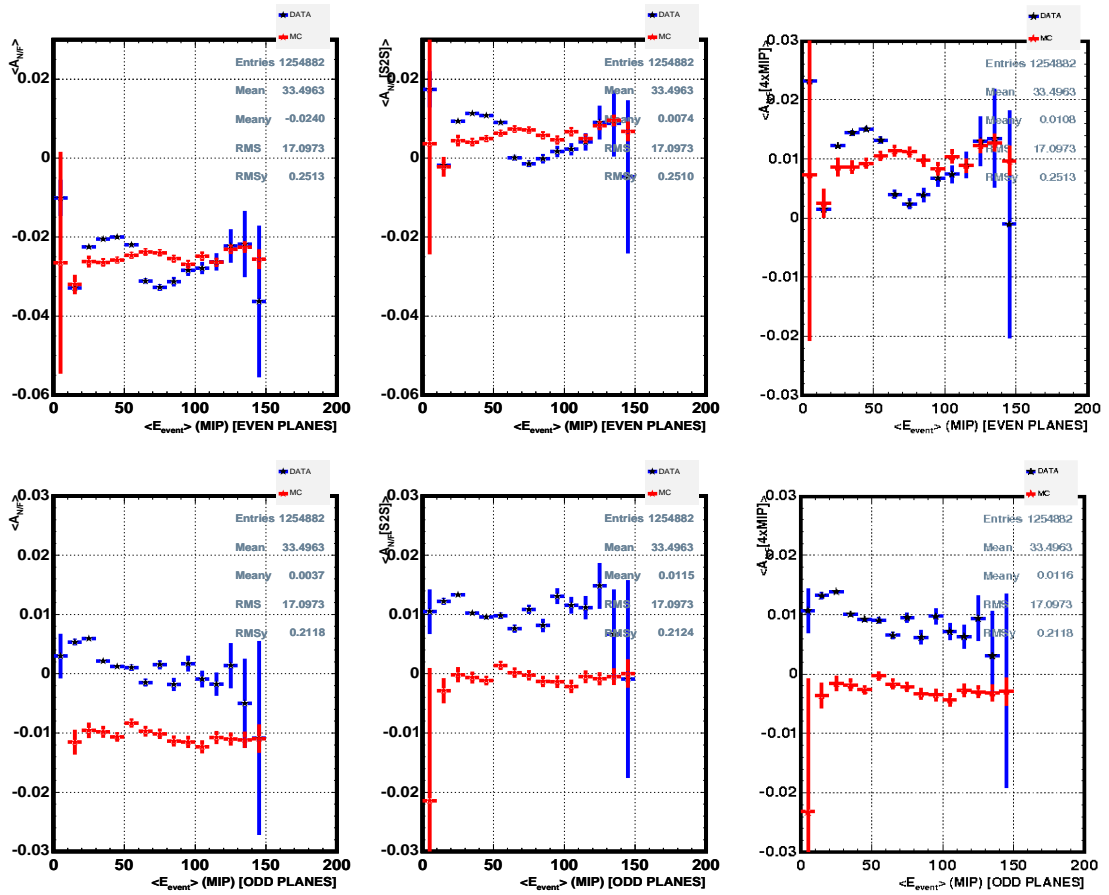 DATA
MC
<A_N/F>
Entries 1254882
Mean 33.4963
Meany -0.0240
RMS 17.0973
RMSy 0.2513
0.02
0
-0.02
-0.04
-0.06
0 50 100 150 200
<E_event> (MIP) [EVEN PLANES]
DATA
MC
<A_N/F[S2S]>
Entries 1254882
Mean 33.4963
Meany 0.0074
RMS 17.0973
RMSy 0.2510
0.02
0
-0.02
-0.04
-0.06
0 50 100 150 200
<E_event> (MIP) [EVEN PLANES]
DATA
MC
<A_N/F[4xMIP]>
Entries 1254882
Mean 33.4963
Meany 0.0108
RMS 17.0973
RMSy 0.2513
0.03
0.02
0.01
0
-0.01
-0.02
-0.03
0 50 100 150 200
<E_event> (MIP) [EVEN PLANES]
DATA
MC
<A_N/F>
Entries 1254882
Mean 33.4963
Meany 0.0037
RMS 17.0973
RMSy 0.2118
0.03
0.02
0.01
0
-0.01
-0.02
-0.03
0 50 100 150 200
<E_event> (MIP) [ODD PLANES]
DATA
MC
<A_N/F[S2S]>
Entries 1254882
Mean 33.4963
Meany 0.0115
RMS 17.0973
RMSy 0.2124
0.03
0.02
0.01
0
-0.01
-0.02
-0.03
0 50 100 150 200
<E_event> (MIP) [ODD PLANES]
DATA
MC
<A_N/F[4xMIP]>
Entries 1254882
Mean 33.4963
Meany 0.0116
RMS 17.0973
RMSy 0.2118
0.03
0.02
0.01
0
-0.01
-0.02
-0.03
0 50 100 150 200
<E_event> (MIP) [ODD PLANES]